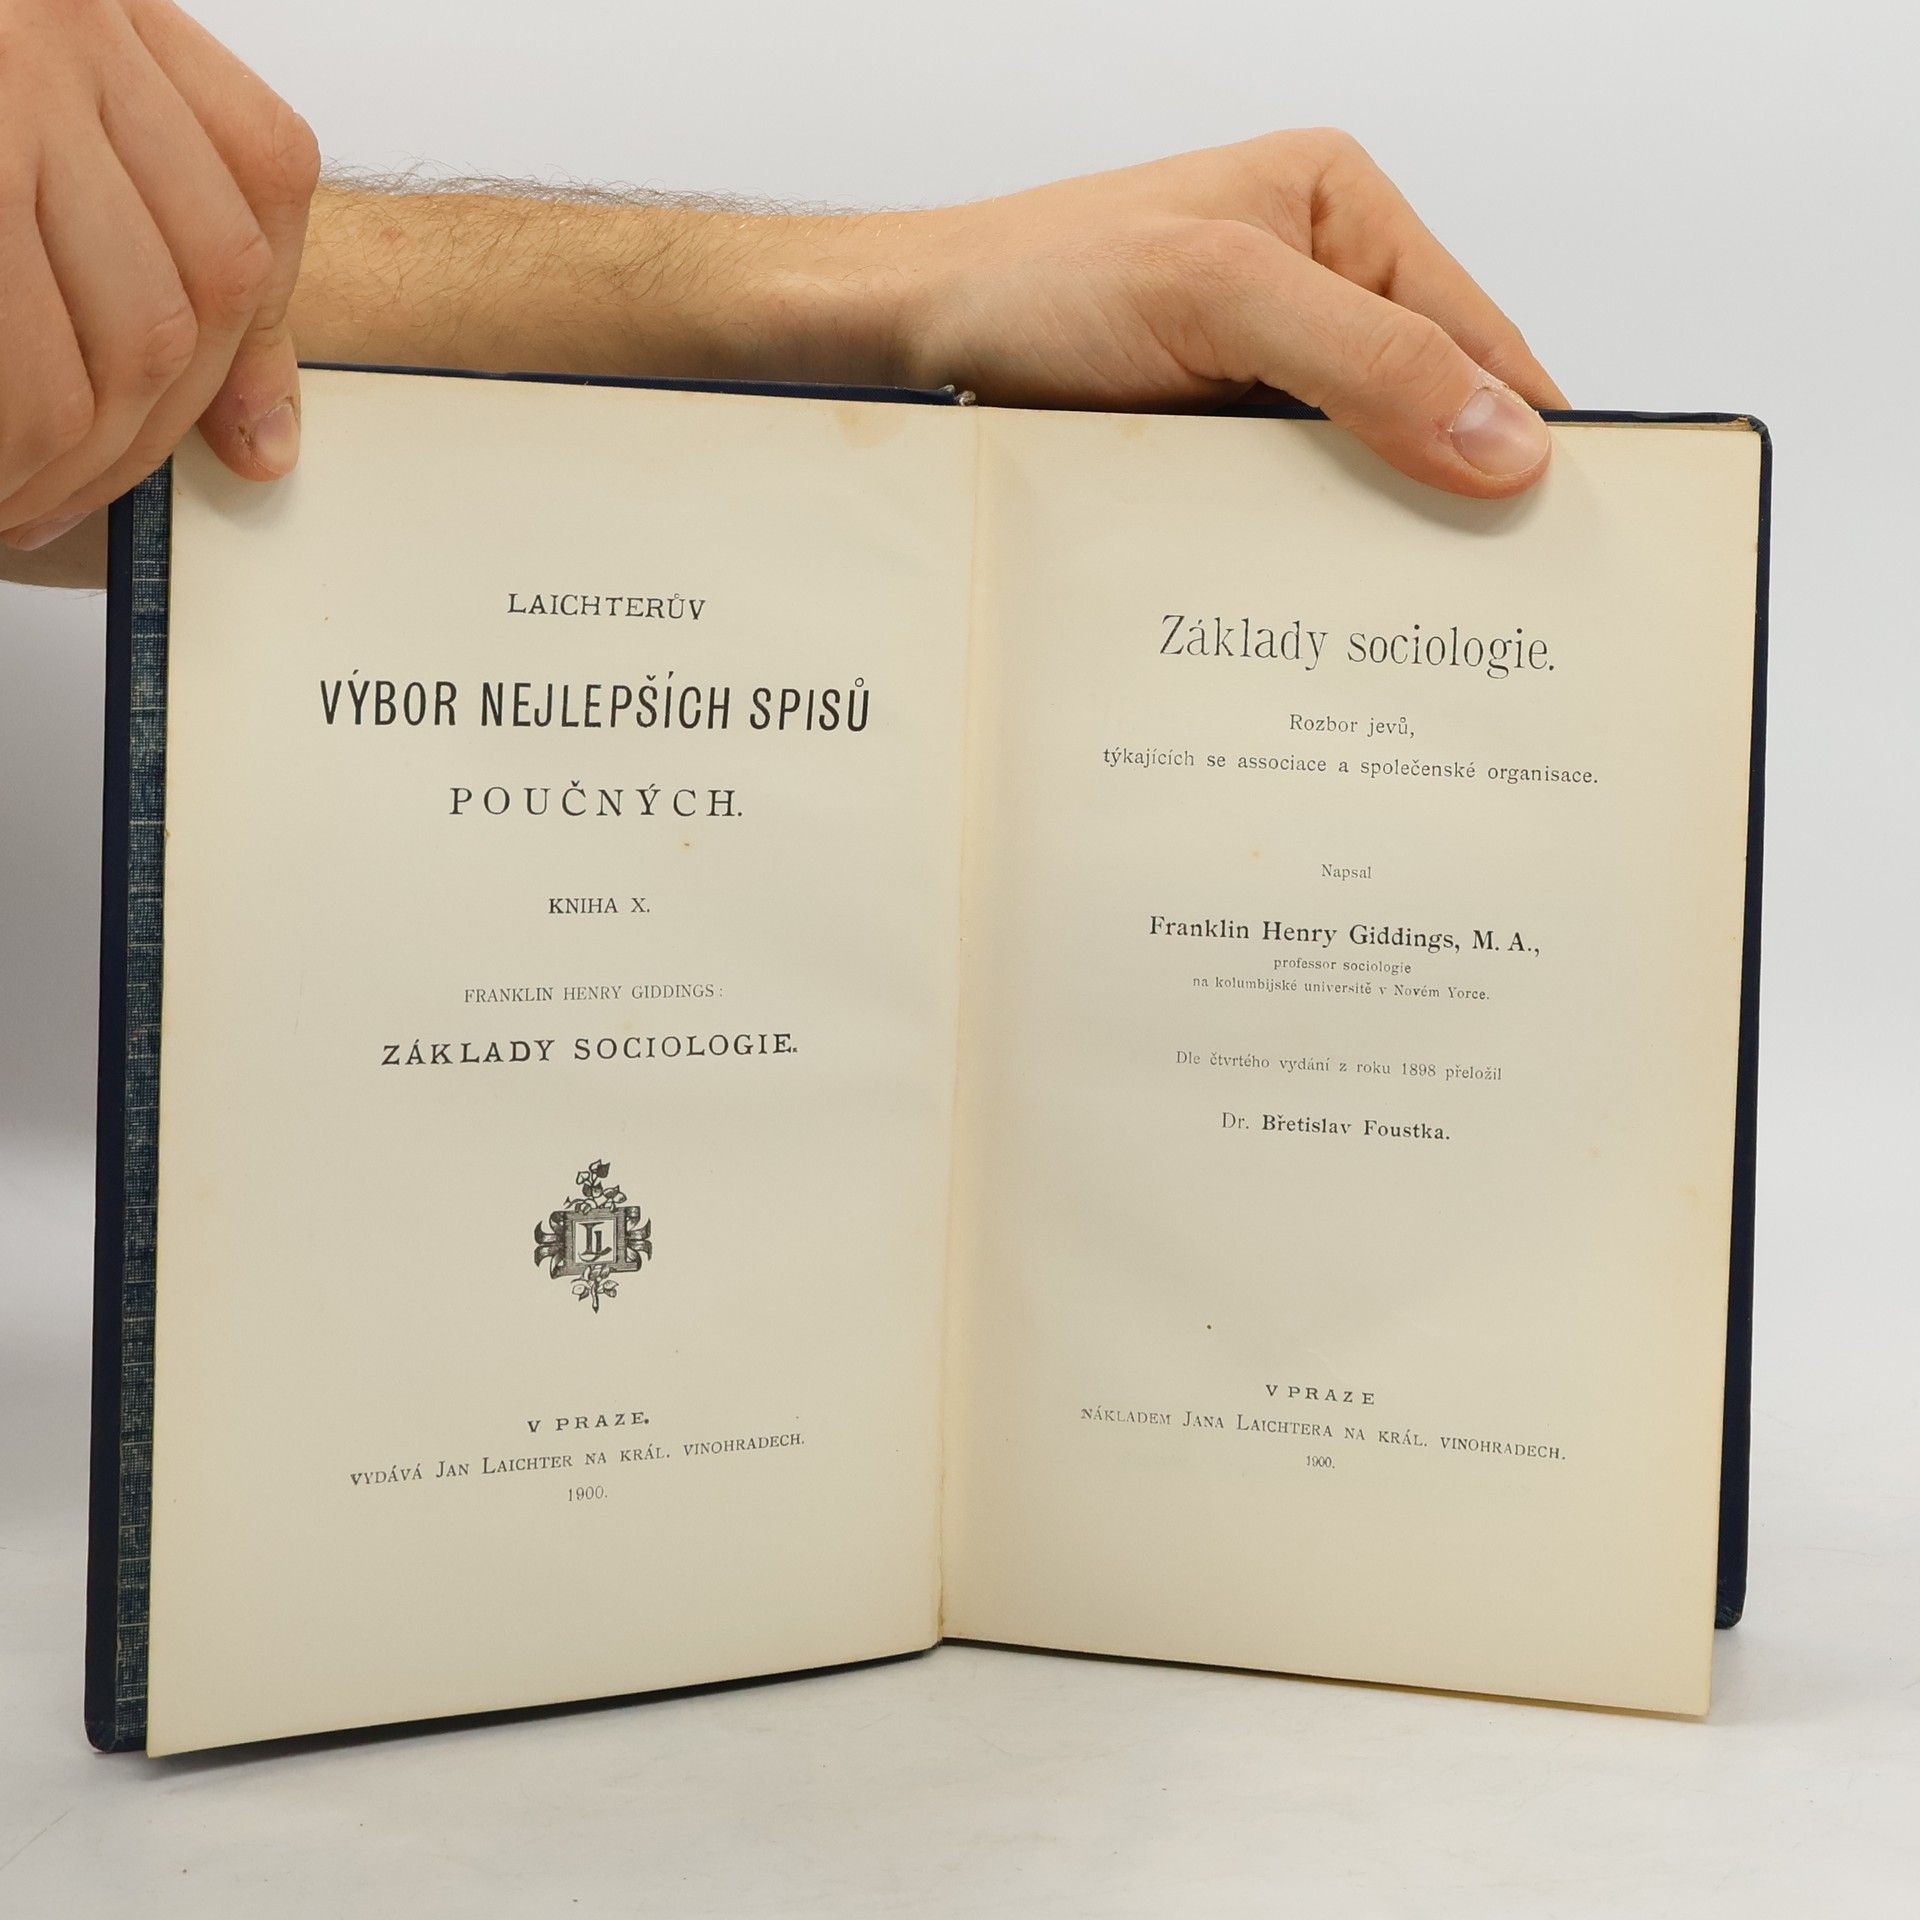 LAICHTERŮV
VÝBOR NEJLEPŠÍCH SPISŮ
POUČNÝCH.
KNIHA X.
FRANKLIN HENRY GIDDINGS:
ZÁKLADY SOCIOLOGIE.
LJ
V PRAZE.
VYDÁVÁ JAN LAICHTER NA KRÁL. VINOHRADECH.
1900.
Základy sociologie.
Rozbor jevů,
týkajících se associace a společenské organisace.
Napsal
Franklin Henry Giddings, M. A.,
professor sociologie
na kolumbijské universitě v Novém Yorce.
Dle čtvrtého vydání z roku 1898 přeložil
Dr. Břetislav Foustka.
V PRAZE
NÁKLADEM JANA LAICHTERA NA KRÁL. VINOHRADECH.
1900.